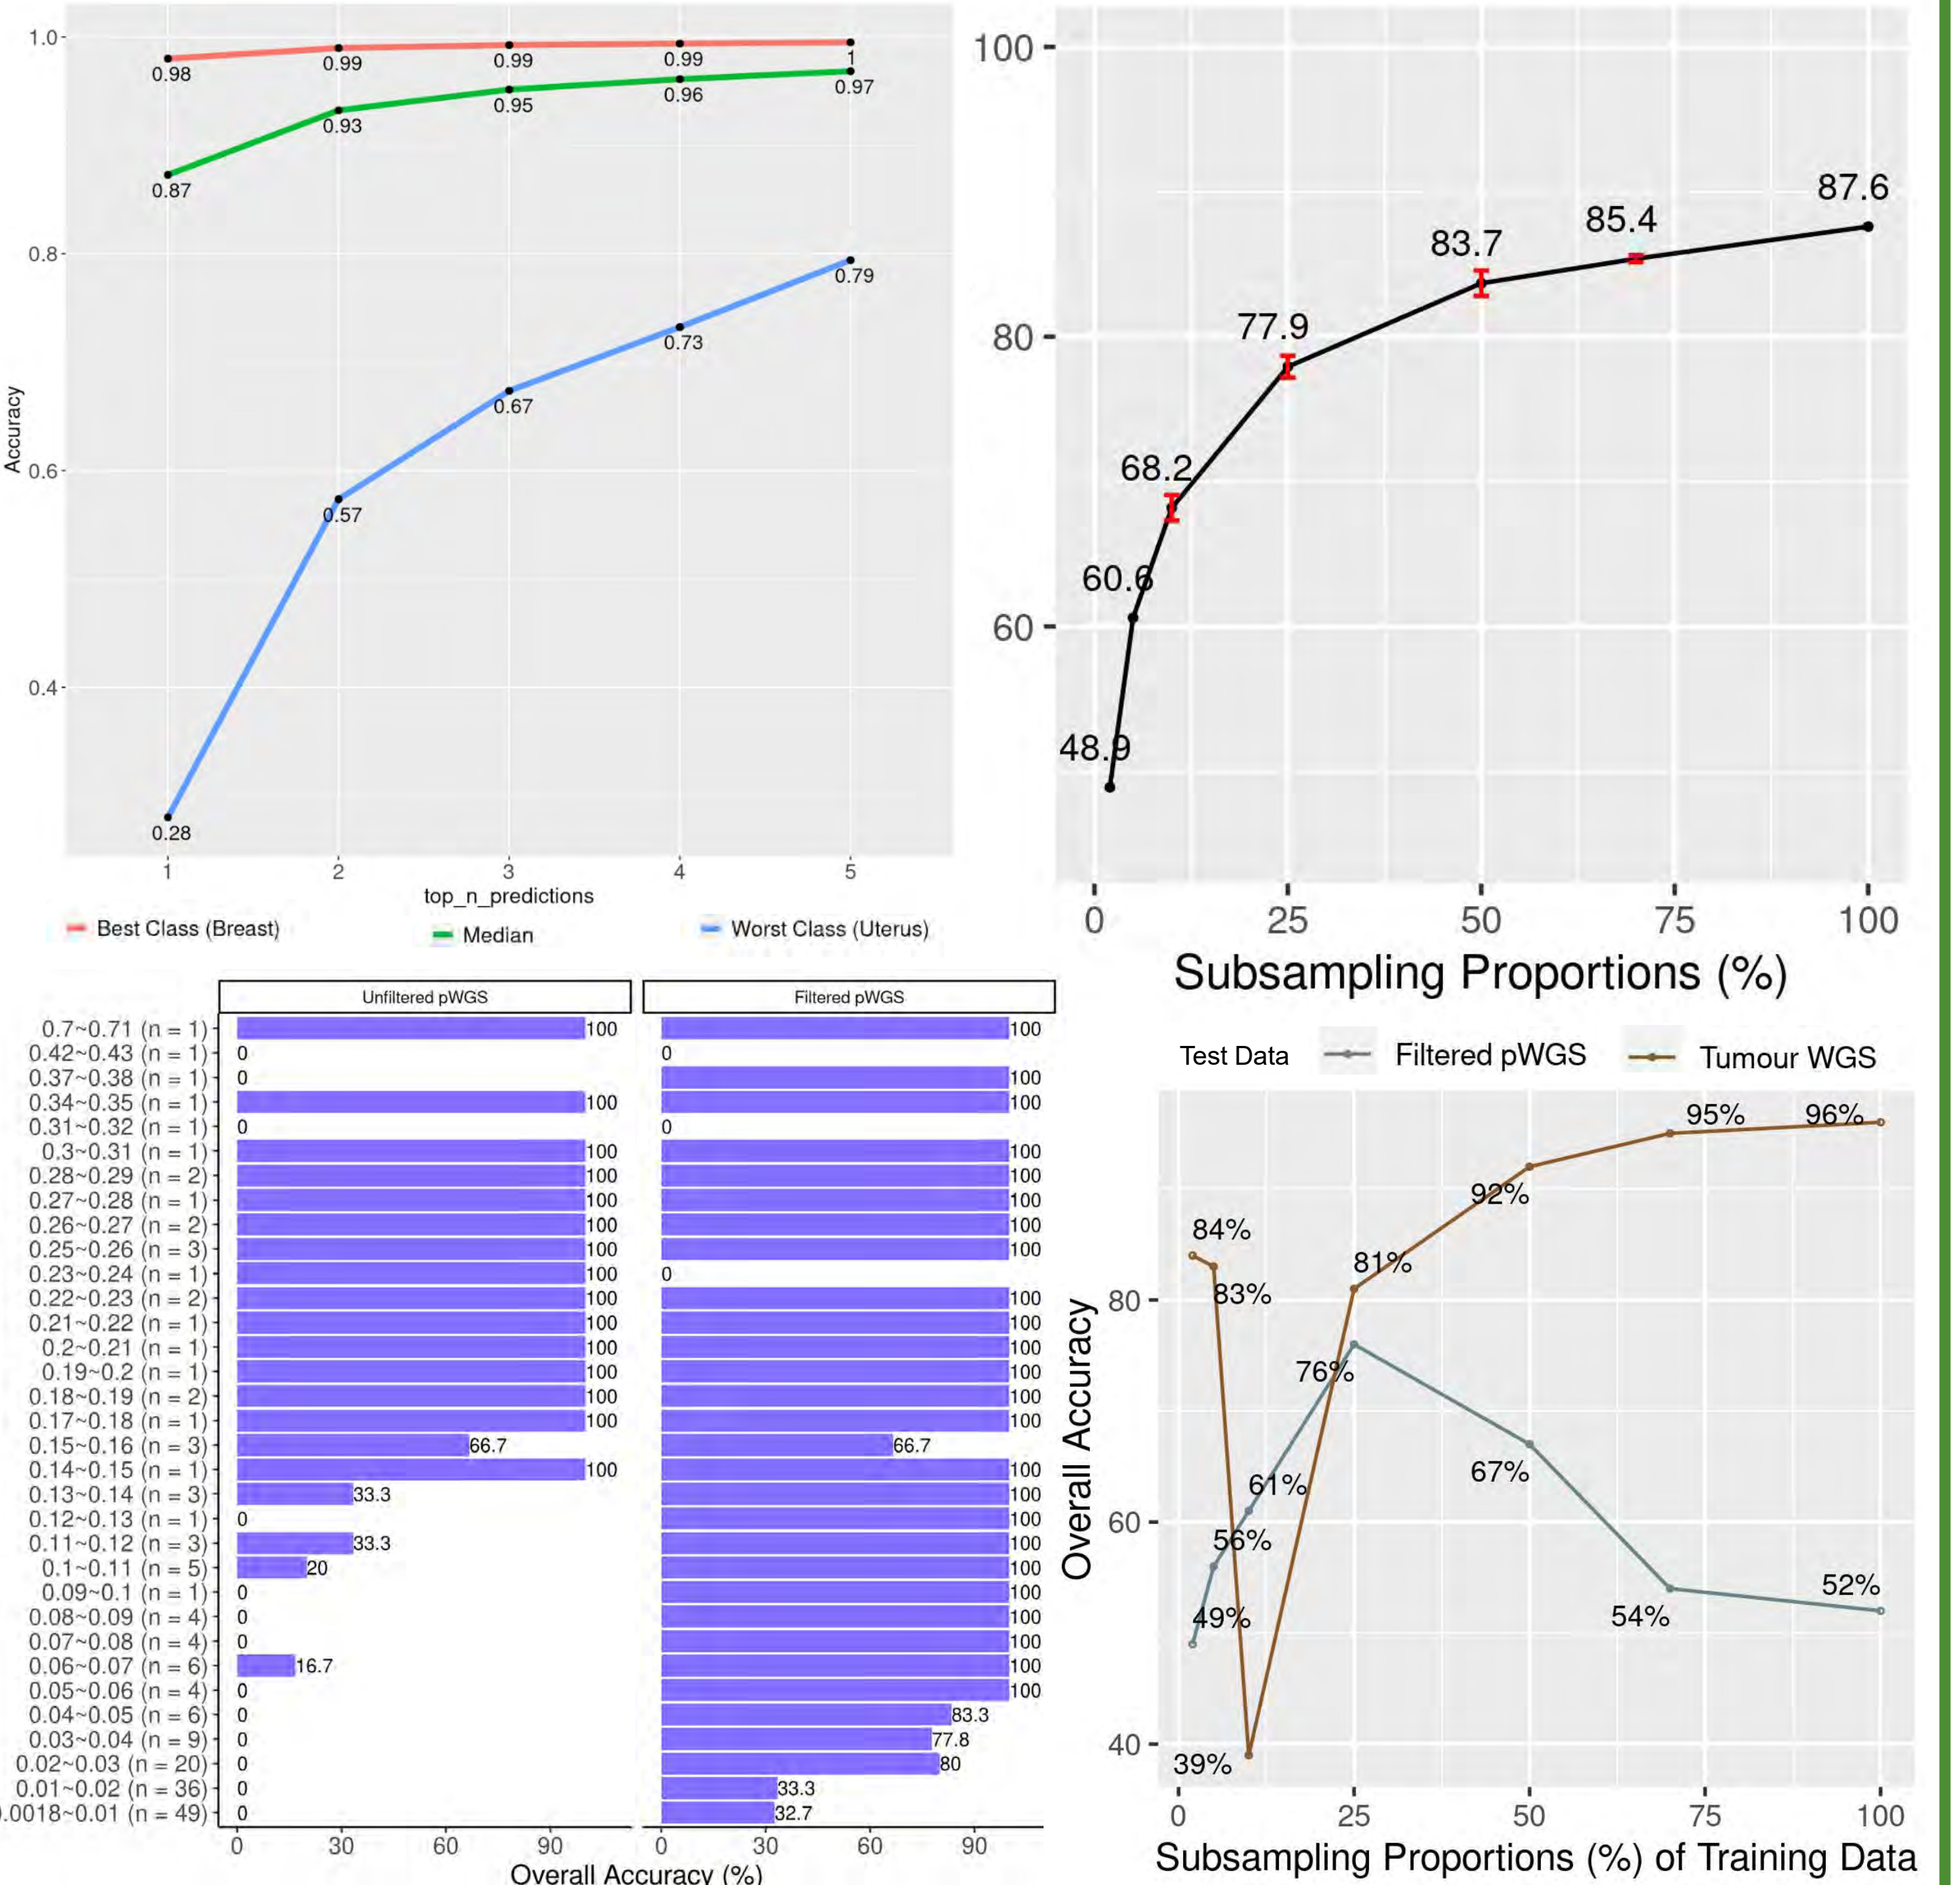 1.0
0.8
0.6
0.4
Accuracy
0.98
0.99
0.99
0.99
1
0.87
0.93
0.95
0.96
0.97
0.28
0.57
0.67
0.73
0.79
1 2 3 4 5
top_n_predictions
Best Class (Breast) Median Worst Class (Uterus)
100
80
60
48.9
60.6
68.2
77.9
83.7
85.4
87.6
0 25 50 75 100
Subsampling Proportions (%)
Unfiltered pWGS Filtered pWGS
0.7~0.71 (n = 1) 100 100
0.42~0.43 (n = 1) 0 0
0.37~0.38 (n = 1) 0 100
0.34~0.35 (n = 1) 100 100
0.31~0.32 (n = 1) 0 0
0.3~0.31 (n = 1) 100 100
0.28~0.29 (n = 2) 100 100
0.27~0.28 (n = 1) 100 100
0.26~0.27 (n = 2) 100 100
0.25~0.26 (n = 3) 100 100
0.23~0.24 (n = 1) 100 0
0.22~0.23 (n = 2) 100 100
0.21~0.22 (n = 1) 100 100
0.2~0.21 (n = 1) 100 100
0.19~0.2 (n = 1) 100 100
0.18~0.19 (n = 2) 100 100
0.17~0.18 (n = 1) 100 100
0.15~0.16 (n = 3) 66.7 66.7
0.14~0.15 (n = 1) 100 100
0.13~0.14 (n = 3) 33.3 100
0.12~0.13 (n = 1) 0 100
0.11~0.12 (n = 3) 33.3 100
0.1~0.11 (n = 5) 20 100
0.09~0.1 (n = 1) 0 100
0.08~0.09 (n = 4) 0 100
0.07~0.08 (n = 4) 0 100
0.06~0.07 (n = 6) 16.7 100
0.05~0.06 (n = 4) 0 100
0.04~0.05 (n = 6) 0 83.3
0.03~0.04 (n = 9) 0 77.8
0.02~0.03 (n = 20) 0 80
0.01~0.02 (n = 36) 0 33.3
0.0018~0.01 (n = 49) 0 32.7
0 30 60 90 0 30 60 90
Overall Accuracy (%)
Test Data Filtered pWGS Tumour WGS
Overall Accuracy
80
60
40
84%
83%
39%
81%
92%
95%
96%
49%
56%
61%
76%
67%
54%
52%
0 25 50 75 100
Subsampling Proportions (%) of Training Data